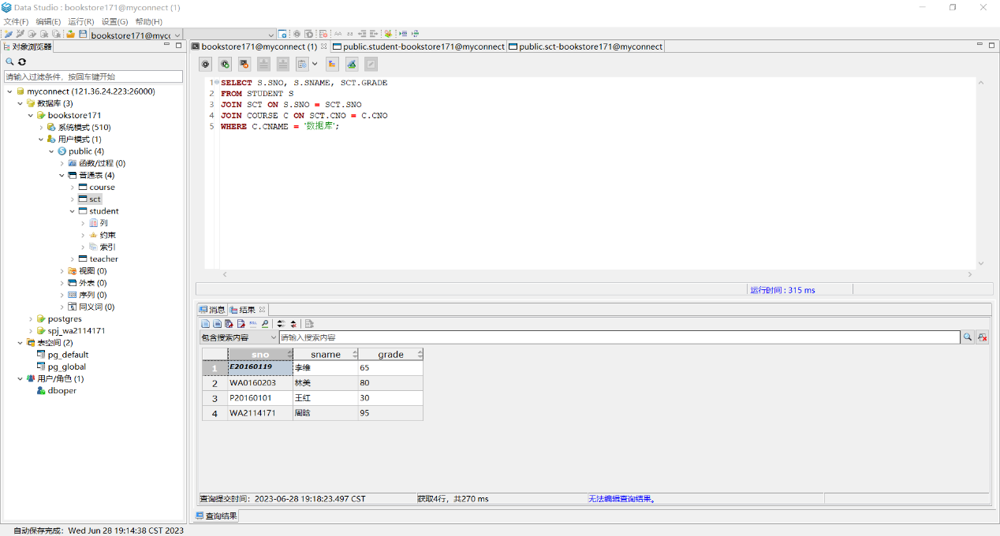 Data Studio : bookstore171@myconnect (1)
文件(F) 编辑(E) 运行(R) 设置(G) 帮助(H)
bookstore171@mycc
对象浏览器
请输入过滤条件，按回车键开始
myconnect (121.36.24.223:26000)
数据库 (3)
bookstore171
系统模式 (510)
用户模式 (1)
public (4)
函数/过程 (0)
普通表 (4)
course
sct
student
列
约束
索引
teacher
视图 (0)
外表 (0)
序列 (0)
同义词 (0)
postgres
spj_wa2114171
表空间 (2)
pg_default
pg_global
用户/角色 (1)
dboper
bookstore171@myconnect (1) public.student-bookstore171@myconnect public.sct-bookstore171@myconnect
1 SELECT S.SNO, S.SNAME, SCT.GRADE
2 FROM STUDENT S
3 JOIN SCT ON S.SNO = SCT.SNO
4 JOIN COURSE C ON SCT.CNO = C.CNO
5 WHERE C.CNAME = '数据库';
运行时间 : 315 ms
消息 结果
包含搜索内容 请输入搜索内容
sno sname grade
1 E20160119 李维 65
2 WA0160203 林美 80
3 P20160101 王红 30
4 WA2114171 周晗 95
查询提交时间：2023-06-28 19:18:23.497 CST 获取4行，共270 ms 无法编辑查询结果。
查询结果
自动保存完成：Wed Jun 28 19:14:38 CST 2023